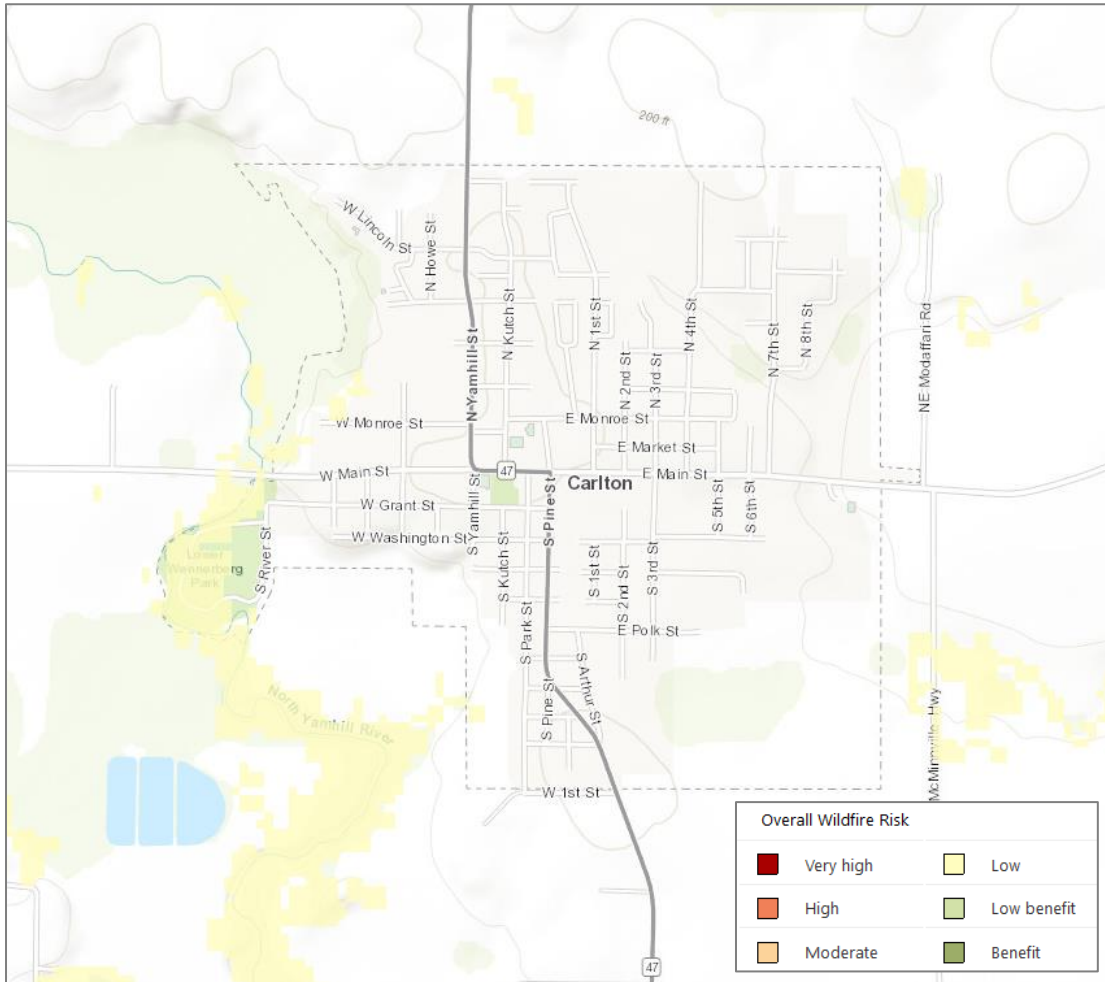 200 ft
W Lincoln St
N Howe St
N Yamhill St
N Kutch St
N 1st St
N 2nd St
N 3rd St
N 4th St
N 7th St
N 8th St
NE Modaffari Rd
W Monroe St
E Monroe St
E Market St
W Main St
47
E Main St
Carlton
W Grant St
W Washington St
S Yamhill St
S Pine St
S 5th St
S 6th St
Lower
Wennerberg
Park
S River St
S Kutch St
S 1st St
S 2nd St
S 3rd St
S Park St
E Polk St
S Arthur St
S Pine St
North Yamhill River
W 1st St
McMinnville Hwy
47
Overall Wildfire Risk
Very high
Low
High
Low benefit
Moderate
Benefit